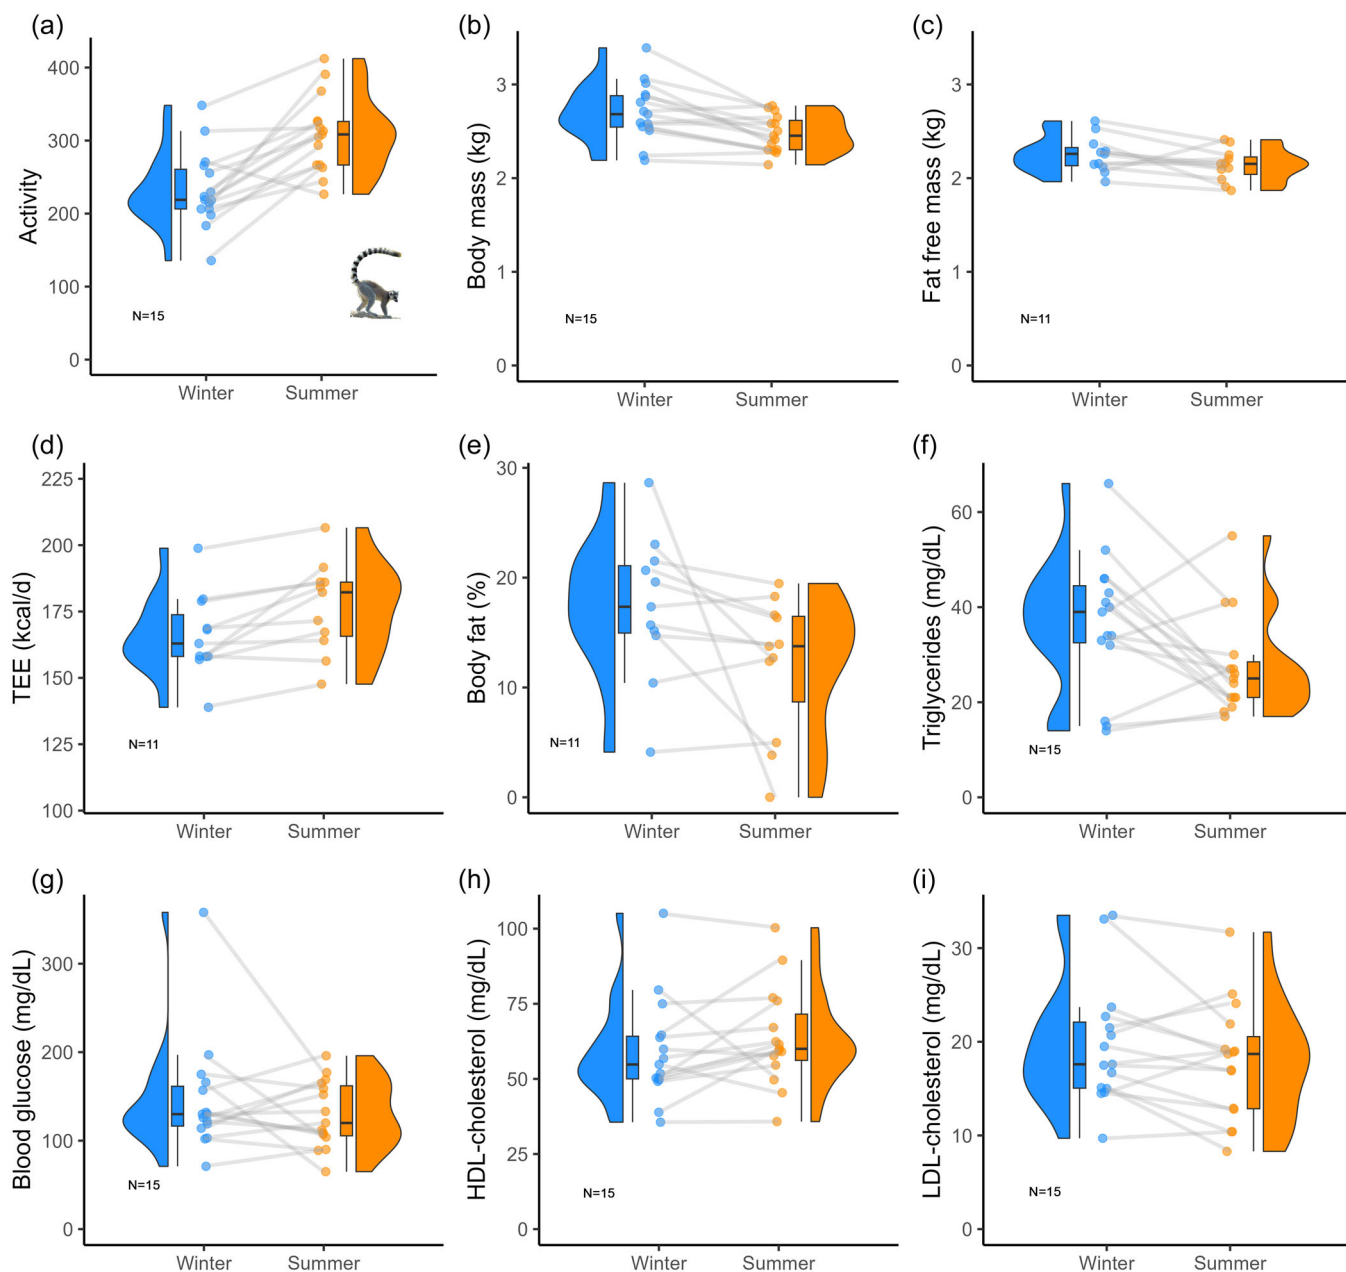 (a)
Activity
400
300
200
100
0
N=15
Winter
Summer
(b)
Body mass (kg)
3
2
1
0
N=15
Winter
Summer
(c)
Fat free mass (kg)
3
2
1
0
N=11
Winter
Summer
(d)
TEE (kcal/d)
225
200
175
150
125
100
N=11
Winter
Summer
(e)
Body fat (%)
30
20
10
0
N=11
Winter
Summer
(f)
Triglycerides (mg/dL)
60
40
20
0
N=15
Winter
Summer
(g)
Blood glucose (mg/dL)
300
200
100
0
N=15
Winter
Summer
(h)
HDL-cholesterol (mg/dL)
100
75
50
25
0
N=15
Winter
Summer
(i)
LDL-cholesterol (mg/dL)
30
20
10
0
N=15
Winter
Summer